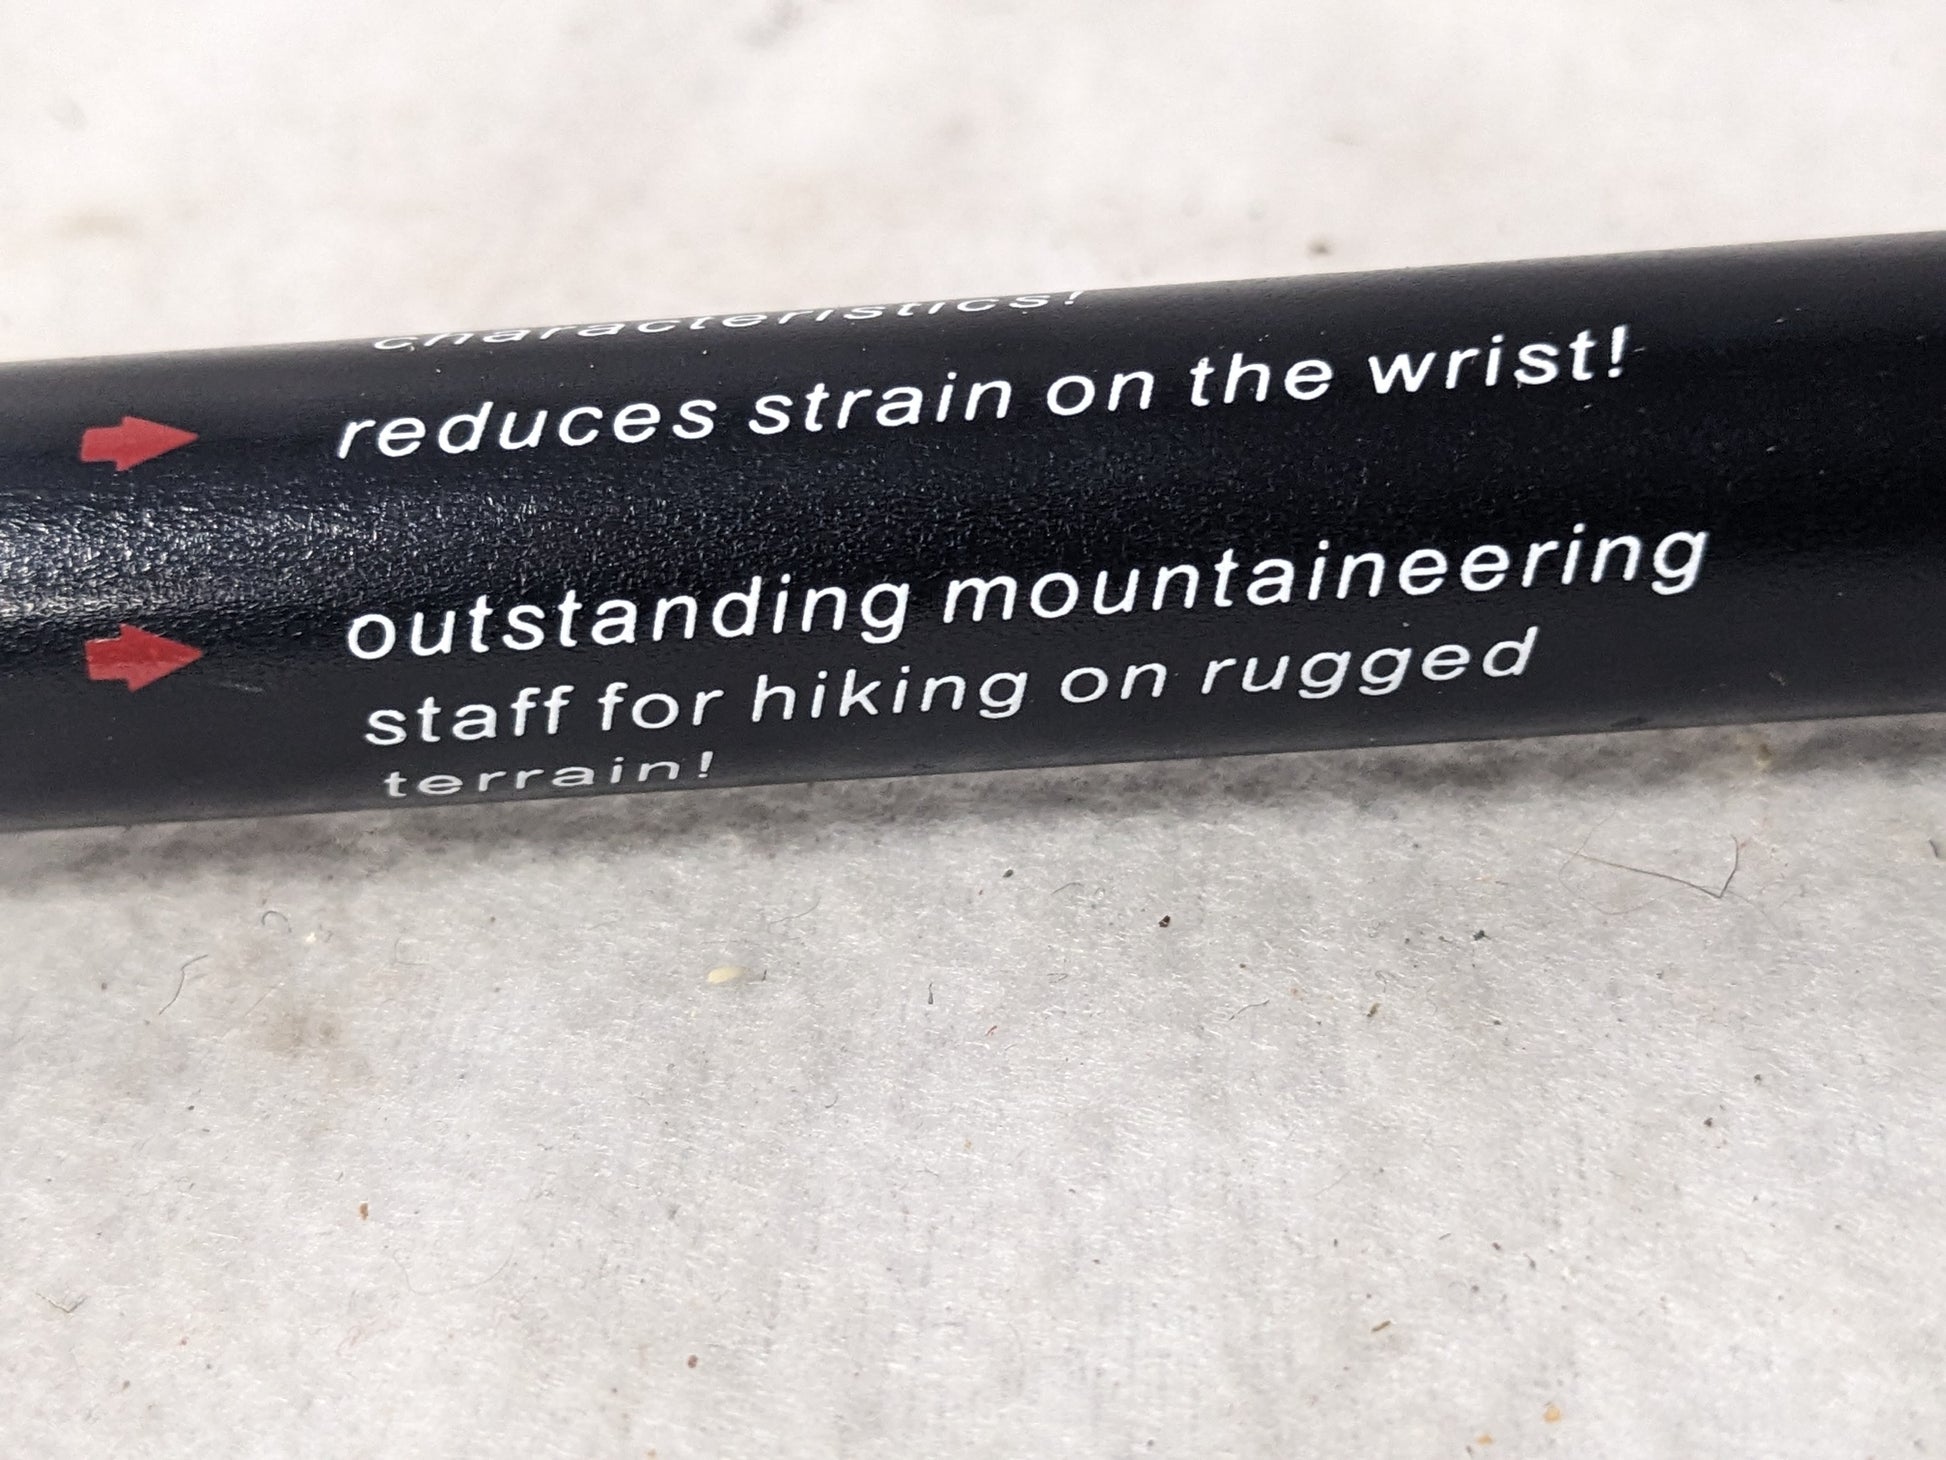 characteristics!
reduces strain on the wrist!
outstanding mountaineering
staff for hiking on rugged
terrain!